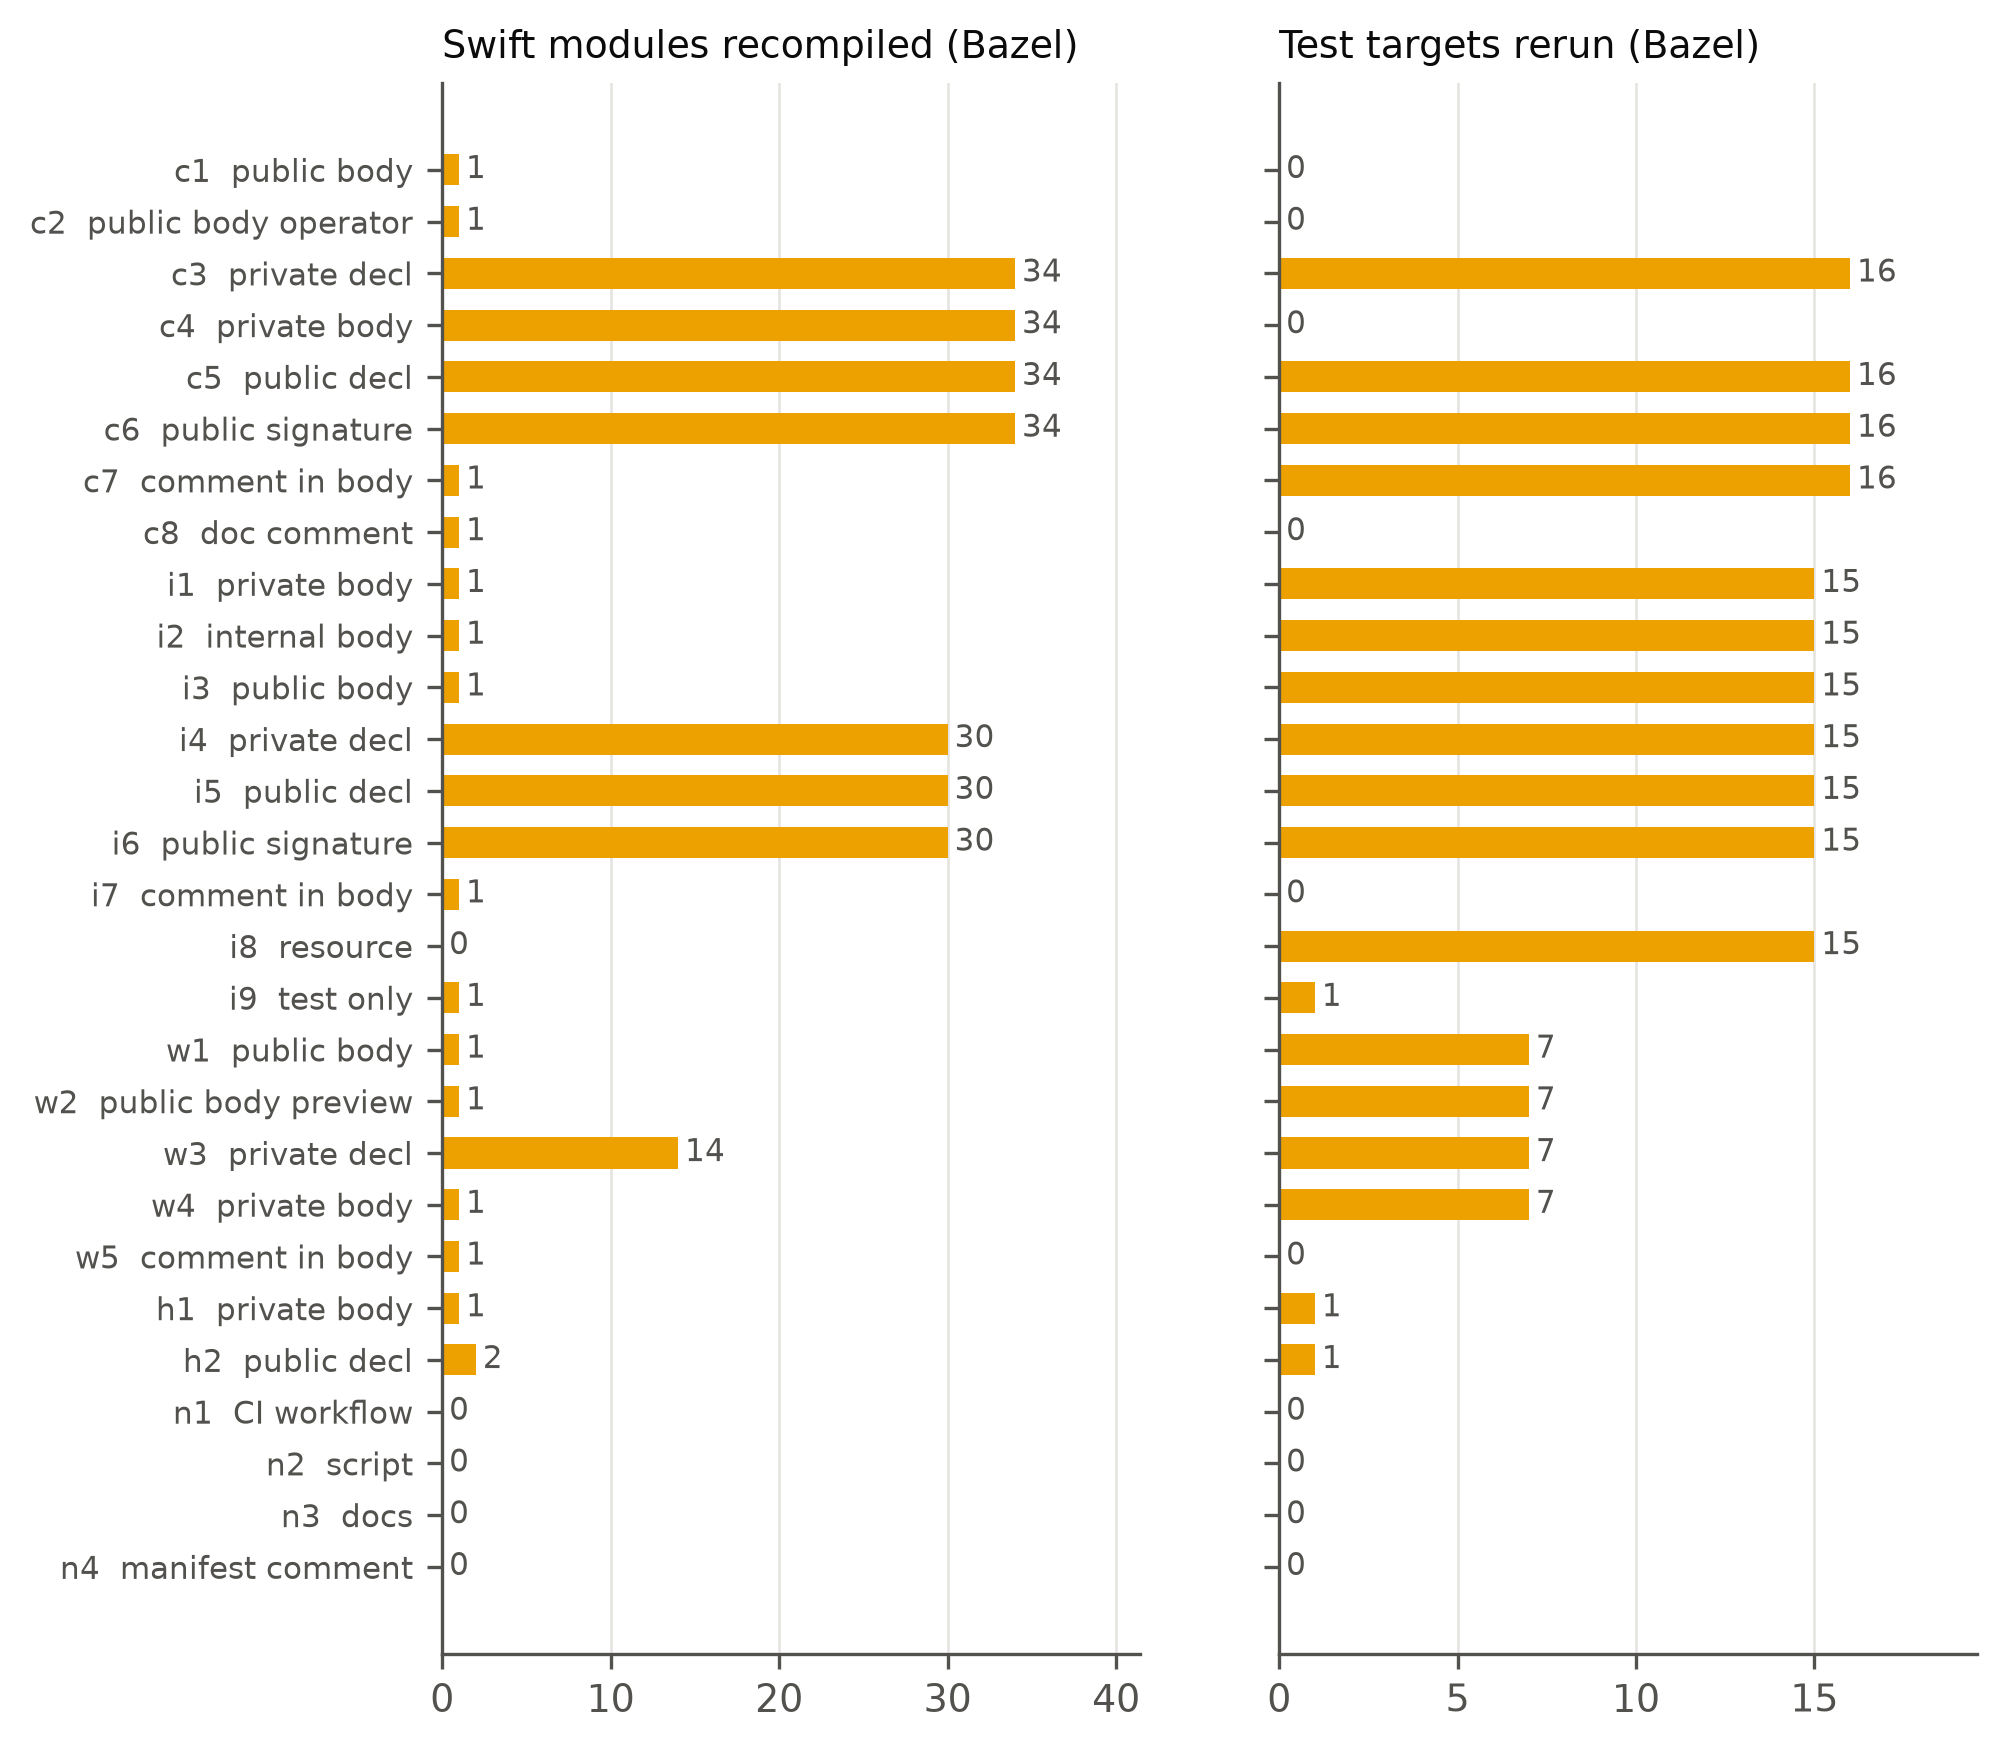 Swift modules recompiled (Bazel)
Test targets rerun (Bazel)
c1 public body 1 0
c2 public body operator 1 0
c3 private decl 34 16
c4 private body 34 0
c5 public decl 34 16
c6 public signature 34 16
c7 comment in body 1 16
c8 doc comment 1 0
i1 private body 1 15
i2 internal body 1 15
i3 public body 1 15
i4 private decl 30 15
i5 public decl 30 15
i6 public signature 30 15
i7 comment in body 1 0
i8 resource 0 15
i9 test only 1 1
w1 public body 1 7
w2 public body preview 1 7
w3 private decl 14 7
w4 private body 1 7
w5 comment in body 1 0
h1 private body 1 1
h2 public decl 2 1
n1 CI workflow 0 0
n2 script 0 0
n3 docs 0 0
n4 manifest comment 0 0
0 10 20 30 40
0 5 10 15